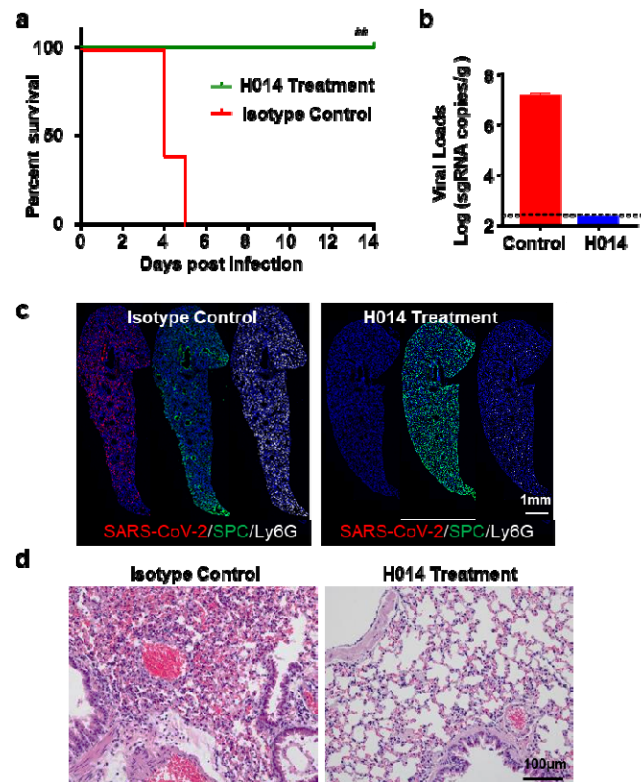 a
##
100
H014 Treatment
Isotype Control
Percent survival
50
0
0 2 4 6 8 10 12 14
Days post infection
b
Viral Loads
Log (sgRNA copies/g)
8
6
4
2
Control H014
c
Isotype Control
H014 Treatment
1mm
SARS-CoV-2/SPC/Ly6G
SARS-CoV-2/SPC/Ly6G
d
Isotype Control
H014 Treatment
100μm